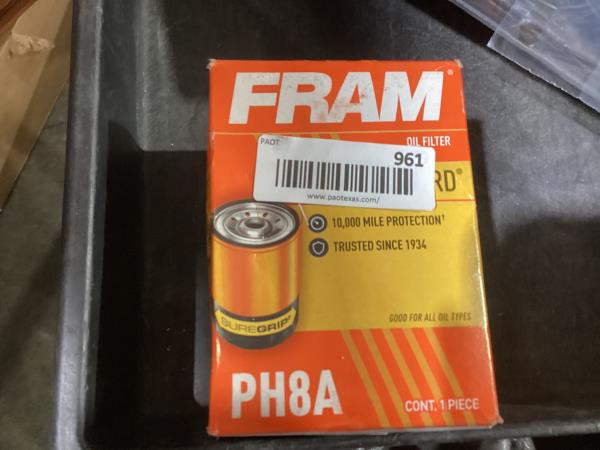 FRAM®
OIL FILTER
PAOT
961
RD®
www.paotexas.com/
10,000 MILE PROTECTION†
TRUSTED SINCE 1934
SUREGRIP®
GOOD FOR ALL OIL TYPES
PH8A
CONT. 1 PIECE